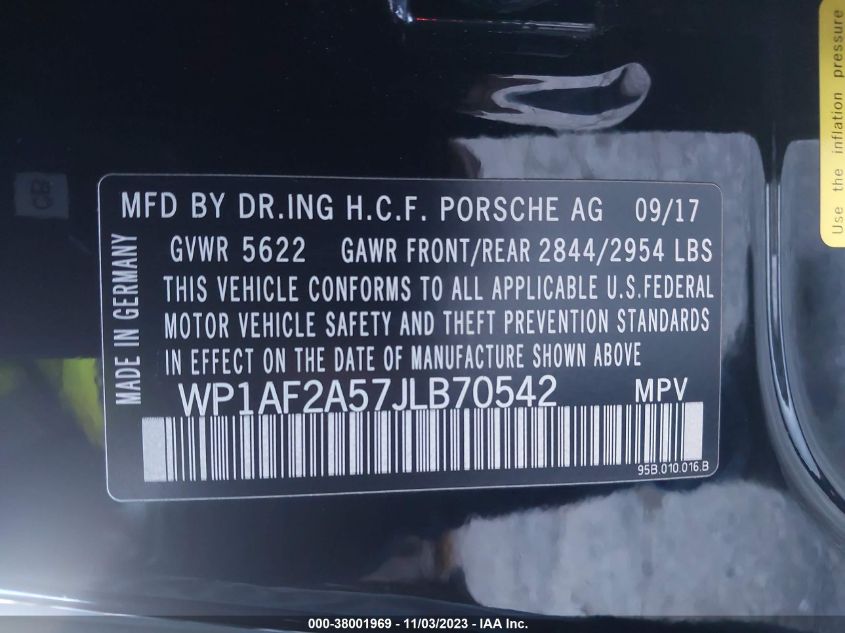 Use the inflation pressure
MFD BY DR.ING H.C.F. PORSCHE AG 09/17
GVWR 5622 GAWR FRONT/REAR 2844/2954 LBS
THIS VEHICLE CONFORMS TO ALL APPLICABLE U.S.FEDERAL
MOTOR VEHICLE SAFETY AND THEFT PREVENTION STANDARDS
IN EFFECT ON THE DATE OF MANUFACTURE SHOWN ABOVE
MADE IN GERMANY
WP1AF2A57JLB70542 MPV
95B.010.016.B
000-38001969 - 11/03/2023 - IAA Inc.